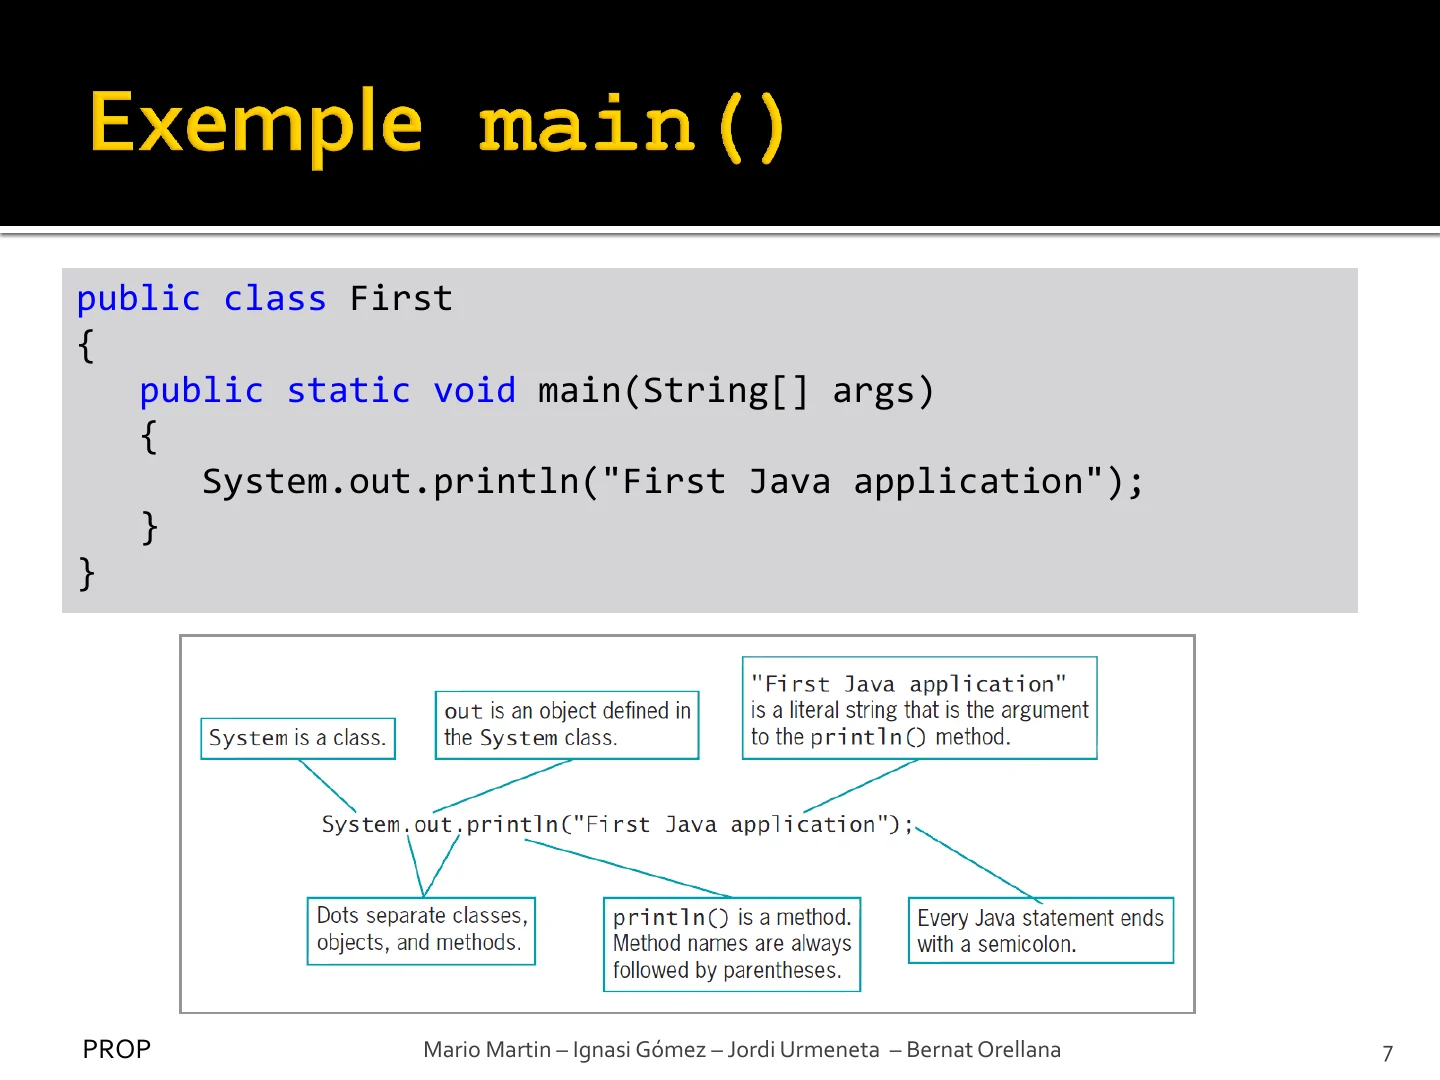 Exemple main()
public class First
{
public static void main(String[] args)
{
System.out.println("First Java application");
}
}
System is a class.
out is an object defined in
the System class.
"First Java application"
is a literal string that is the argument
to the println() method.
System.out.println("First Java application");
Dots separate classes,
objects, and methods.
println() is a method.
Method names are always
followed by parentheses.
Every Java statement ends
with a semicolon.
PROP
Mario Martin – Ignasi Gómez – Jordi Urmeneta – Bernat Orellana
7